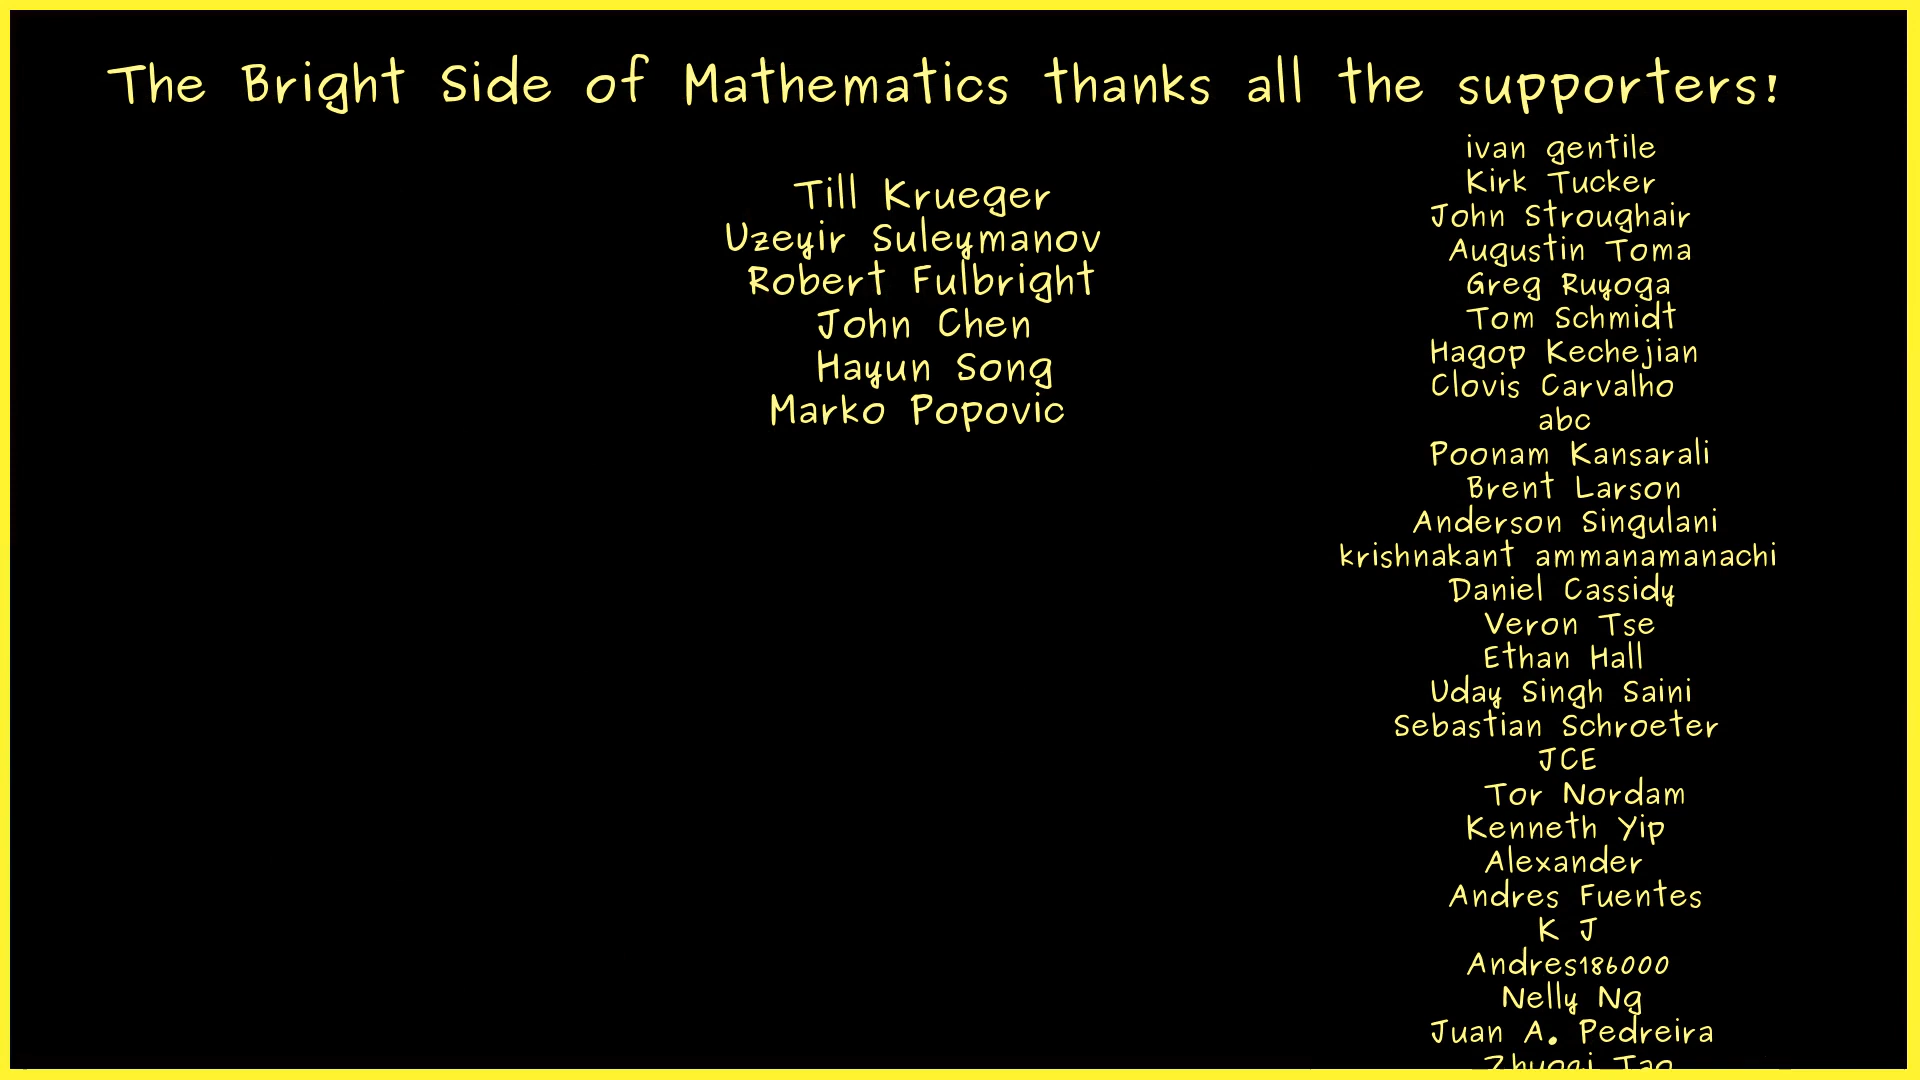 The Bright Side of Mathematics thanks all the supporters!
Till Krueger
Uzeyir Suleymanov
Robert Fulbright
John Chen
Hayun Song
Marko Popovic
ivan gentile
Kirk Tucker
John Stroughair
Augustin Toma
Greg Ruyoga
Tom Schmidt
Hagop Kechejian
Clovis Carvalho
abc
Poonam Kansarali
Brent Larson
Anderson Singulani
krishnakant ammanamanachi
Daniel Cassidy
Veron Tse
Ethan Hall
Uday Singh Saini
Sebastian Schroeter
JCE
Tor Nordam
Kenneth Yip
Alexander
Andres Fuentes
K J
Andres186000
Nelly Ng
Juan A. Pedreira